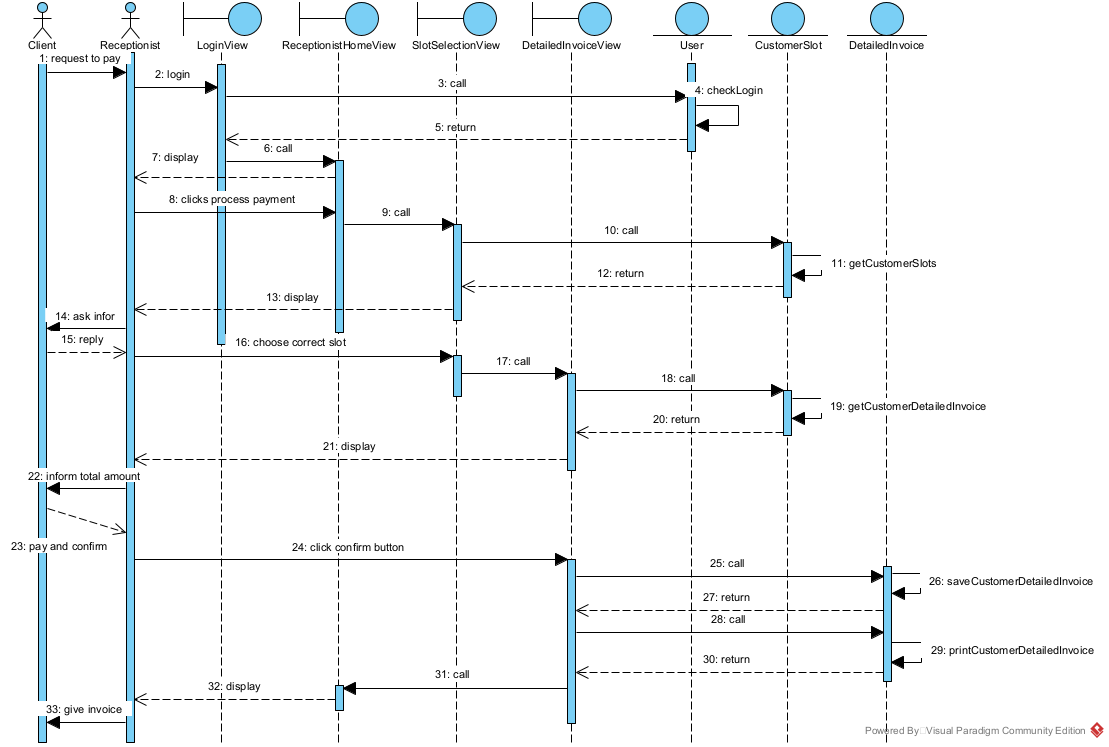 Client
Receptionist
LoginView
ReceptionistHomeView
SlotSelectionView
DetailedInvoiceView
User
CustomerSlot
DetailedInvoice
1: request to pay
2: login
3: call
4: checkLogin
5: return
6: call
7: display
8: clicks process payment
9: call
10: call
11: getCustomerSlots
12: return
13: display
14: ask infor
15: reply
16: choose correct slot
17: call
18: call
19: getCustomerDetailedInvoice
20: return
21: display
22: inform total amount
23: pay and confirm
24: click confirm button
25: call
26: saveCustomerDetailedInvoice
27: return
28: call
29: printCustomerDetailedInvoice
30: return
31: call
32: display
33: give invoice
Powered By Visual Paradigm Community Edition